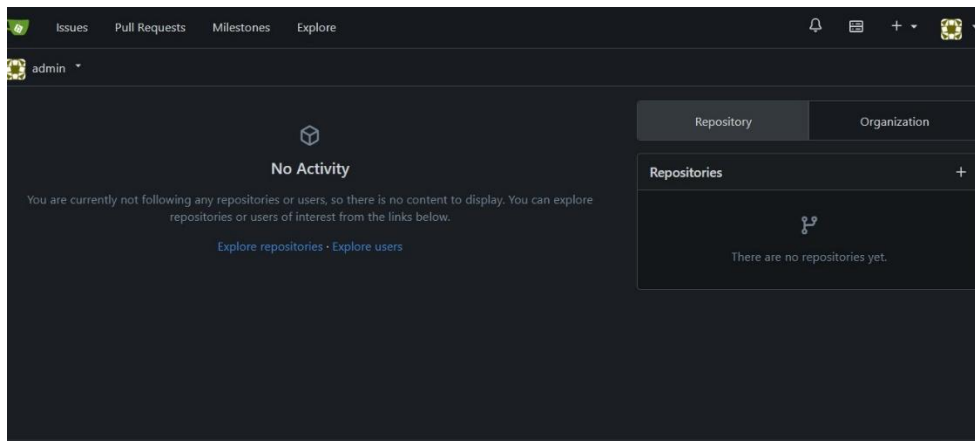 Issues Pull Requests Milestones Explore
admin
Repository Organization
No Activity
You are currently not following any repositories or users, so there is no content to display. You can explore
repositories or users of interest from the links below.
Explore repositories · Explore users
Repositories
There are no repositories yet.